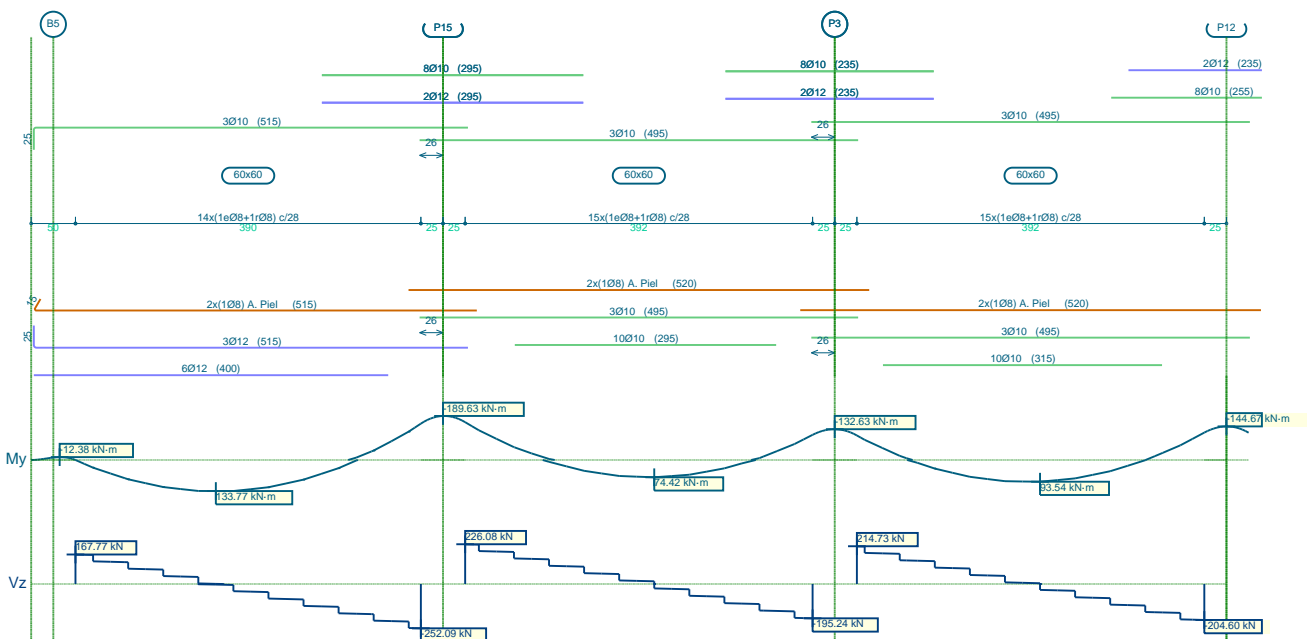 B5 P15 P3 P12
8Ø10 (295) 8Ø10 (235) 2Ø12 (235)
2Ø12 (295) 2Ø12 (235) 8Ø10 (255)
3Ø10 (515) 3Ø10 (495)
25 26 3Ø10 (495) 26
60x60 60x60 60x60
14x(1eØ8+1rØ8) c/28 15x(1eØ8+1rØ8) c/28 15x(1eØ8+1rØ8) c/28
50 390 25 25 392 25 25 392 25
2x(1Ø8) A. Piel (520)
15 2x(1Ø8) A. Piel (515) 2x(1Ø8) A. Piel (520)
26 3Ø10 (495)
25 3Ø12 (515) 10Ø10 (295) 26 3Ø10 (495)
6Ø12 (400) 10Ø10 (315)
-189.63 kN·m -132.63 kN·m -144.67 kN·m
My -12.38 kN·m
133.77 kN·m 74.42 kN·m 93.54 kN·m
167.77 kN 226.08 kN 214.73 kN
Vz
-252.09 kN -195.24 kN -204.60 kN